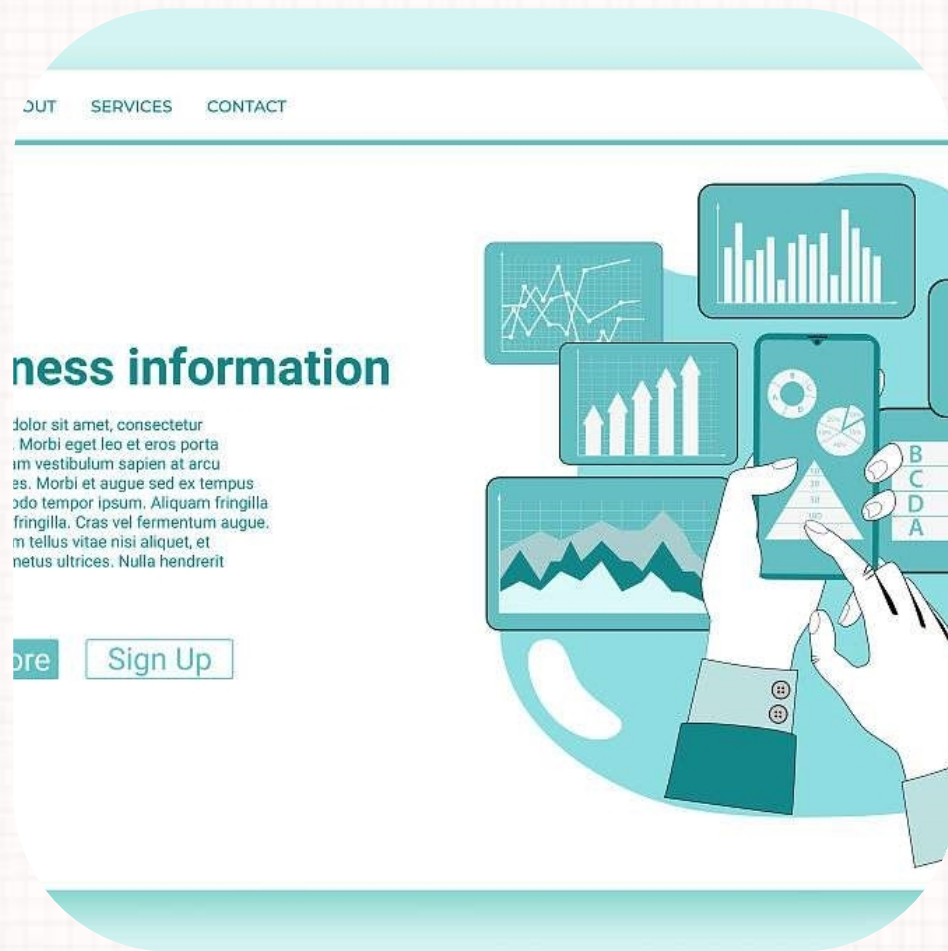 OUT SERVICES CONTACT
ness information
dolor sit amet, consectetur
. Morbi eget leo et eros porta
am vestibulum sapien at arcu
es. Morbi et augue sed ex tempus
odo tempor ipsum. Aliquam fringilla
fringilla. Cras vel fermentum augue.
m tellus vitae nisi aliquet, et
metus ultrices. Nulla hendrerit
ore Sign Up
B
C
D
A